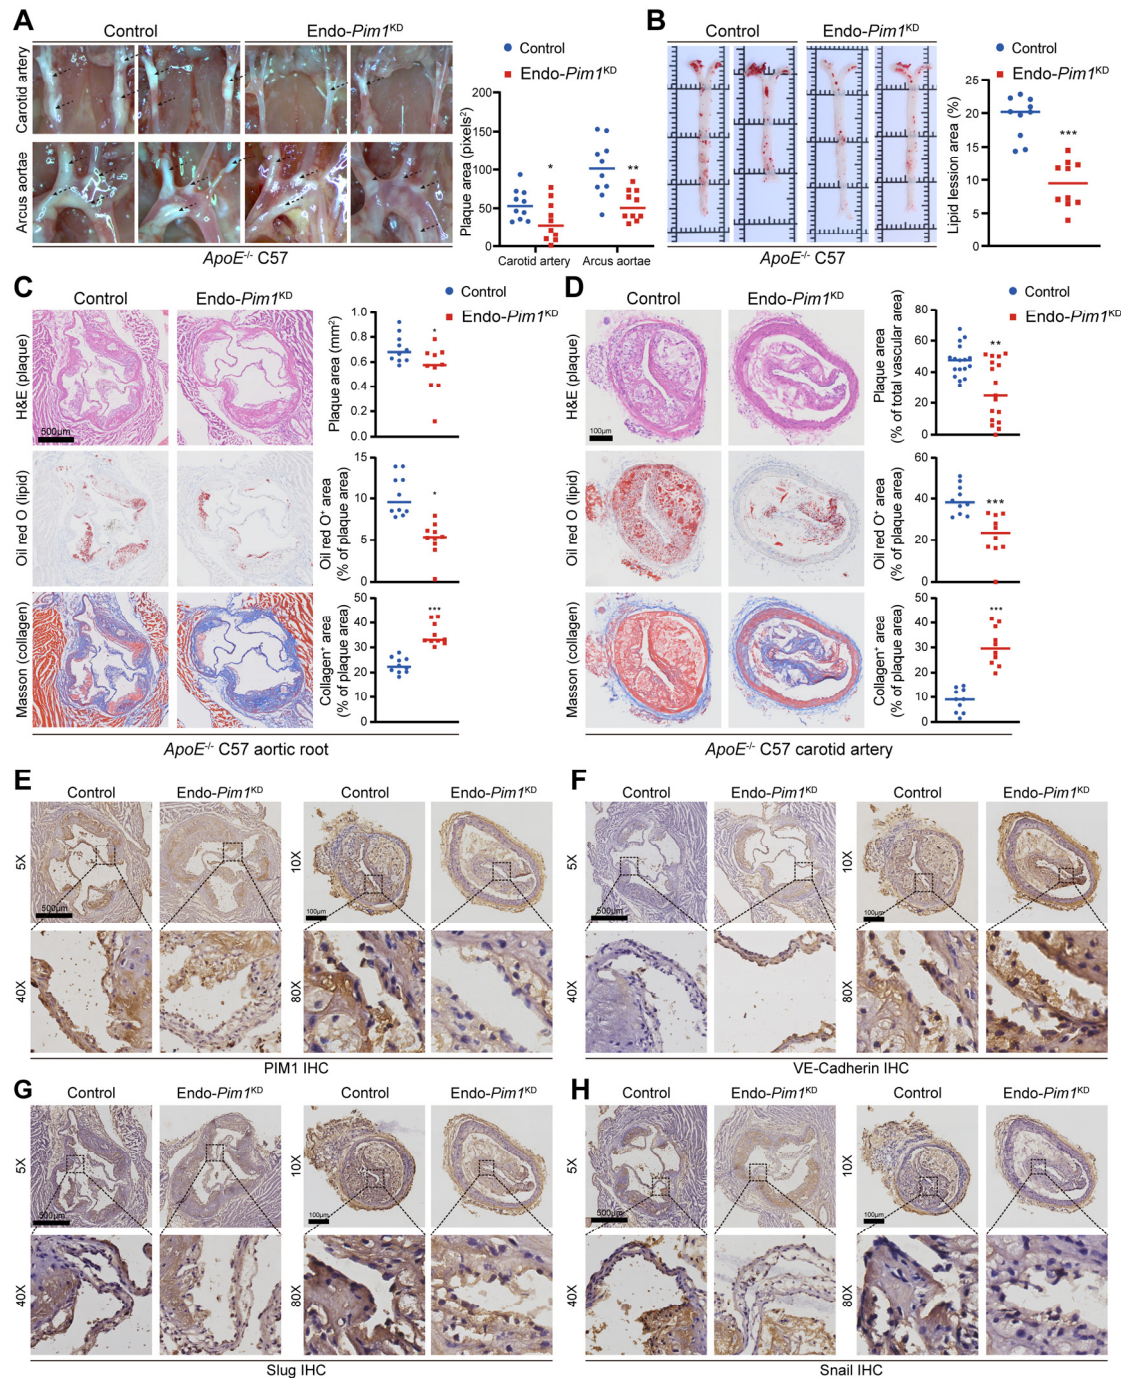 A
Control
Endo-Pim1ᴷᴰ
Carotid artery
Arcus aortae
ApoE⁻/⁻ C57
Control
Endo-Pim1ᴷᴰ
Plaque area (pixels²)
200
150
100
50
0
*
**
Carotid artery
Arcus aortae
B
Control
Endo-Pim1ᴷᴰ
ApoE⁻/⁻ C57
Control
Endo-Pim1ᴷᴰ
Lipid lession area (%)
25
20
15
10
5
0
***
C
Control
Endo-Pim1ᴷᴰ
Control
Endo-Pim1ᴷᴰ
H&E (plaque)
500μm
Plaque area (mm²)
1.0
0.8
0.6
0.4
0.2
0.0
*
Oil red O (lipid)
Oil red O⁺ area
(% of plaque area)
15
10
5
0
*
Masson (collagen)
Collagen⁺ area
(% of plaque area)
50
40
30
20
10
0
***
ApoE⁻/⁻ C57 aortic root
D
Control
Endo-Pim1ᴷᴰ
Control
Endo-Pim1ᴷᴰ
H&E (plaque)
100μm
Plaque area
(% of total vascular area)
80
60
40
20
0
**
Oil red O (lipid)
Oil red O⁺ area
(% of plaque area)
60
40
20
0
***
Masson (collagen)
Collagen⁺ area
(% of plaque area)
50
40
30
20
10
0
***
ApoE⁻/⁻ C57 carotid artery
E
Control
Endo-Pim1ᴷᴰ
Control
Endo-Pim1ᴷᴰ
5X
500μm
10X
100μm
40X
80X
PIM1 IHC
F
Control
Endo-Pim1ᴷᴰ
Control
Endo-Pim1ᴷᴰ
5X
500μm
10X
100μm
40X
80X
VE-Cadherin IHC
G
Control
Endo-Pim1ᴷᴰ
Control
Endo-Pim1ᴷᴰ
5X
500μm
10X
100μm
40X
80X
Slug IHC
H
Control
Endo-Pim1ᴷᴰ
Control
Endo-Pim1ᴷᴰ
5X
500μm
10X
100μm
40X
80X
Snail IHC